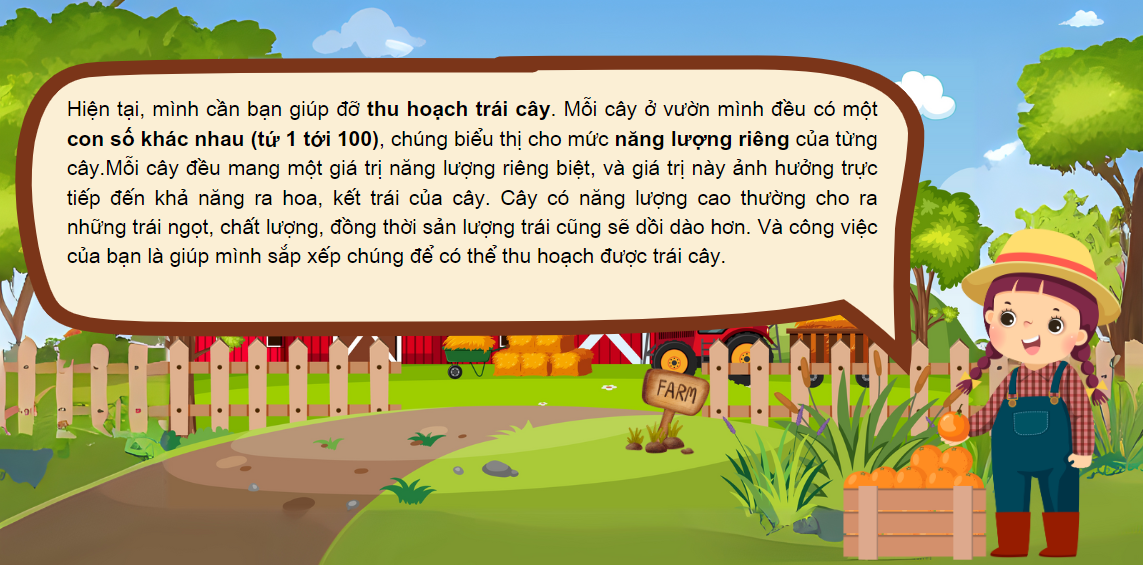 Hiện tại, mình cần bạn giúp đỡ thu hoạch trái cây. Mỗi cây ở vườn mình đều có một
con số khác nhau (từ 1 tới 100), chúng biểu thị cho mức năng lượng riêng của từng
cây.Mỗi cây đều mang một giá trị năng lượng riêng biệt, và giá trị này ảnh hưởng trực
tiếp đến khả năng ra hoa, kết trái của cây. Cây có năng lượng cao thường cho ra
những trái ngọt, chất lượng, đồng thời sản lượng trái cũng sẽ dồi dào hơn. Và công việc
của bạn là giúp mình sắp xếp chúng để có thể thu hoạch được trái cây.
FARM